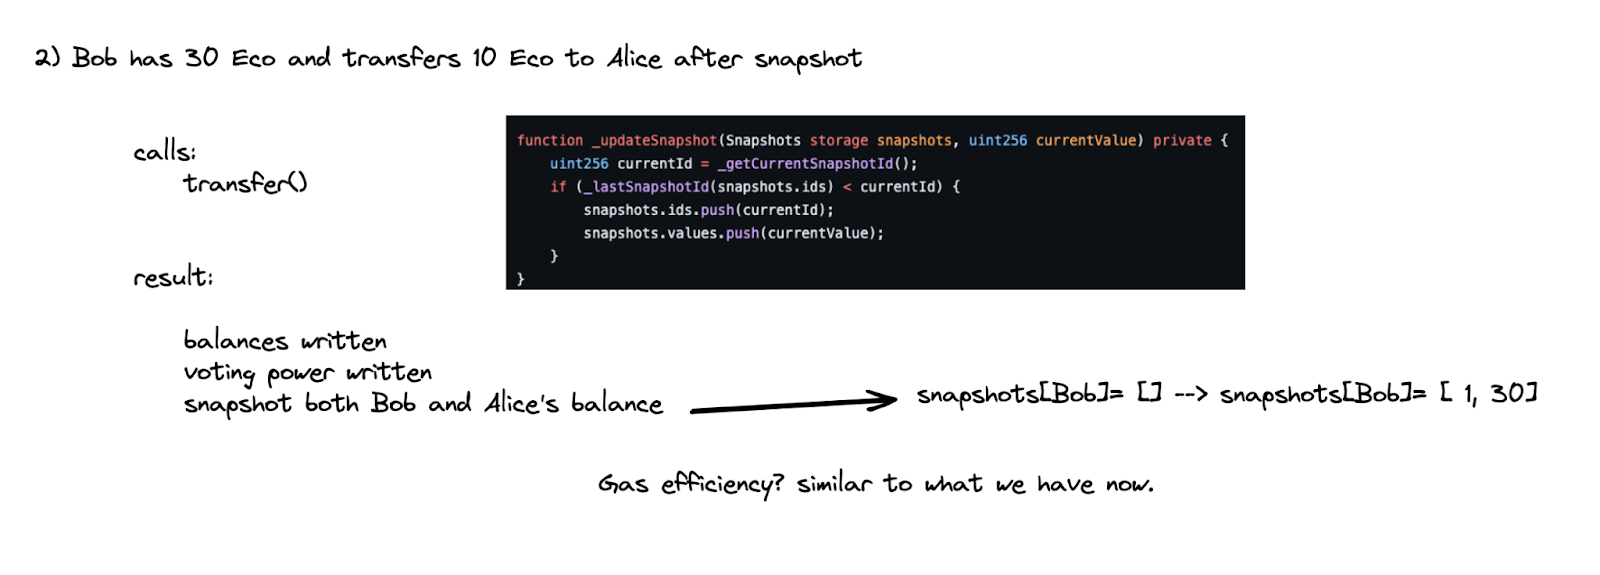 2) Bob has 30 Eco and transfers 10 Eco to Alice after snapshot
calls:
transfer()
function _updateSnapshot(Snapshots storage snapshots, uint256 currentValue) private {
uint256 currentId = _getCurrentSnapshotId();
if (_lastSnapshotId(snapshots.ids) < currentId) {
snapshots.ids.push(currentId);
snapshots.values.push(currentValue);
}
}
result:
balances written
voting power written
snapshot both Bob and Alice's balance
snapshots[Bob]= [] --> snapshots[Bob]= [ 1, 30]
Gas efficiency? similar to what we have now.